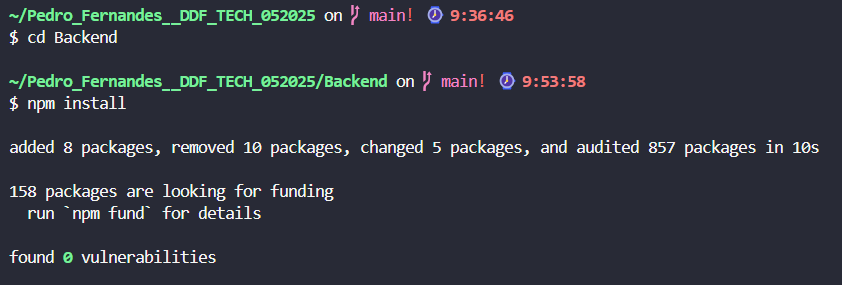 ~/Pedro_Fernandes__DDF_TECH_052025 on main! 9:36:46
$ cd Backend
~/Pedro_Fernandes__DDF_TECH_052025/Backend on main! 9:53:58
$ npm install
added 8 packages, removed 10 packages, changed 5 packages, and audited 857 packages in 10s
158 packages are looking for funding
run `npm fund` for details
found 0 vulnerabilities